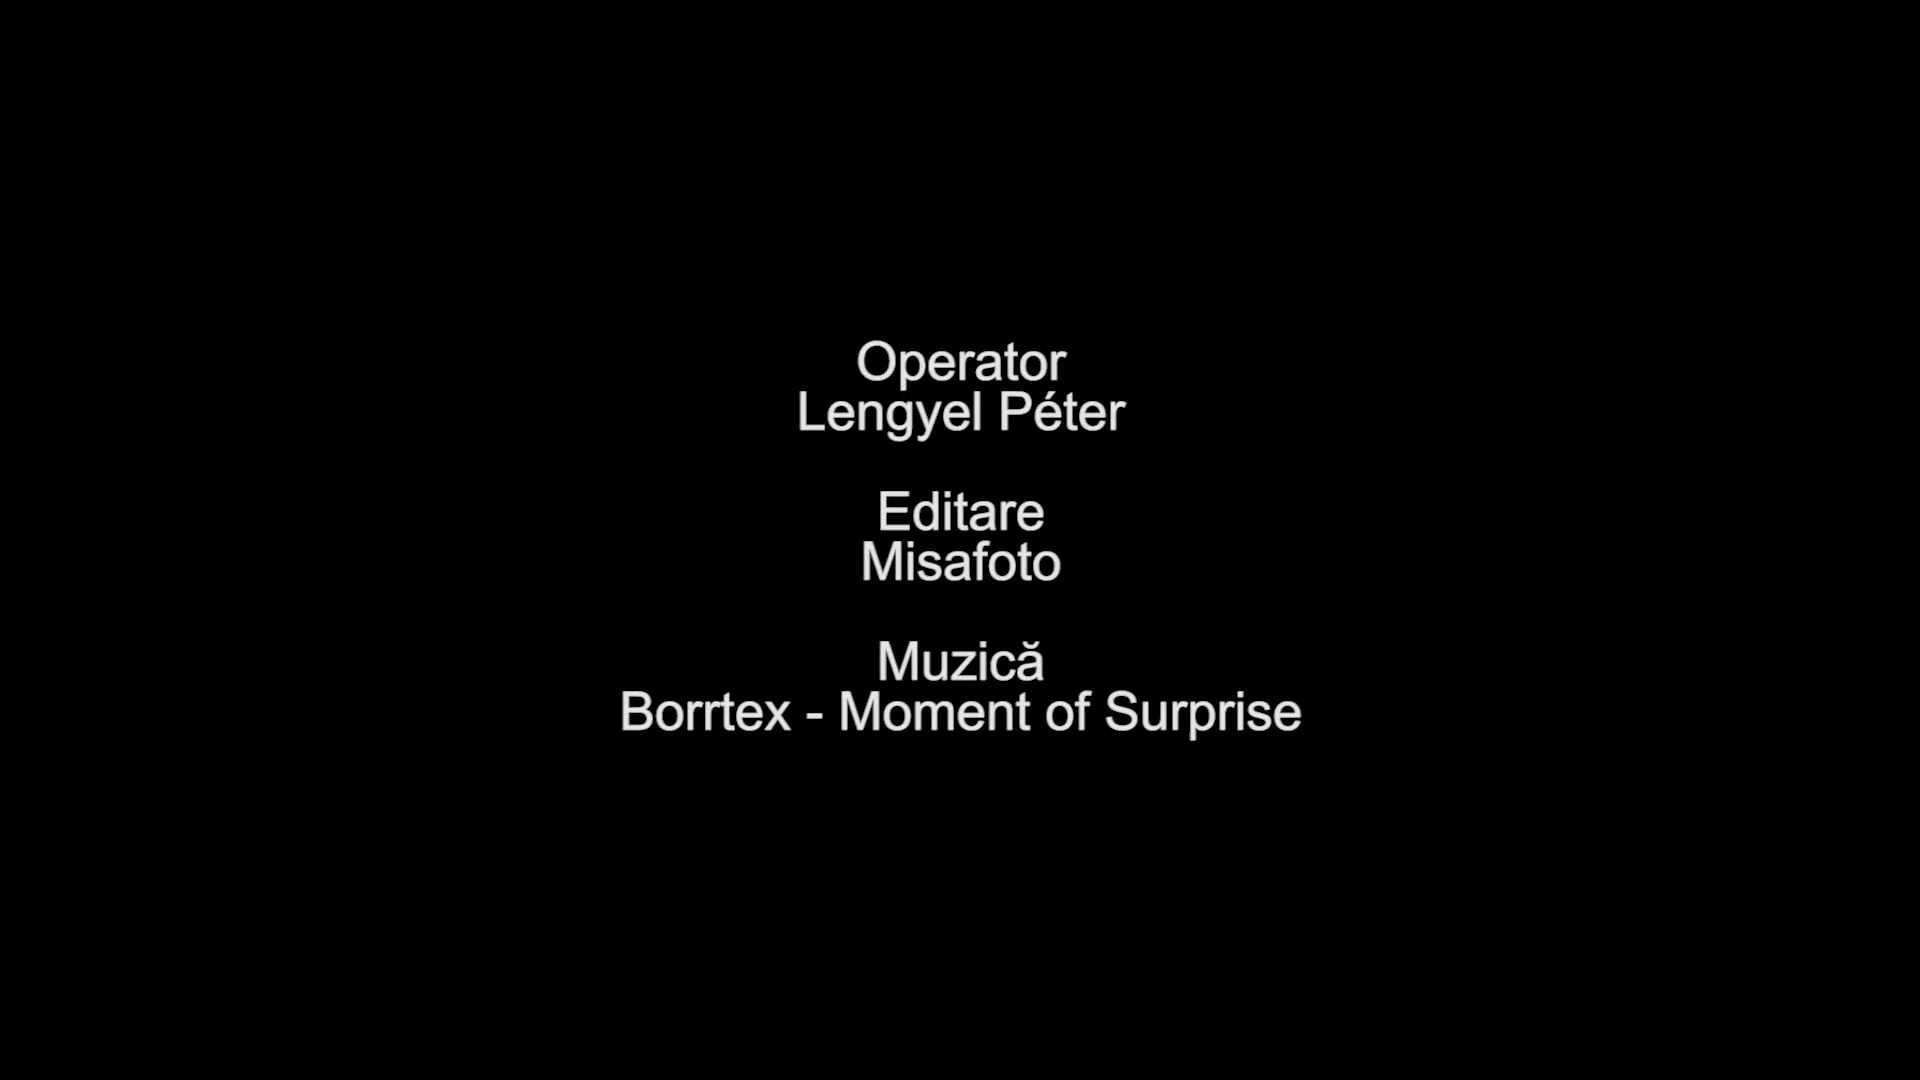 Operator
Lengyel Péter
Editare
Misafoto
Muzică
Borrtex - Moment of Surprise